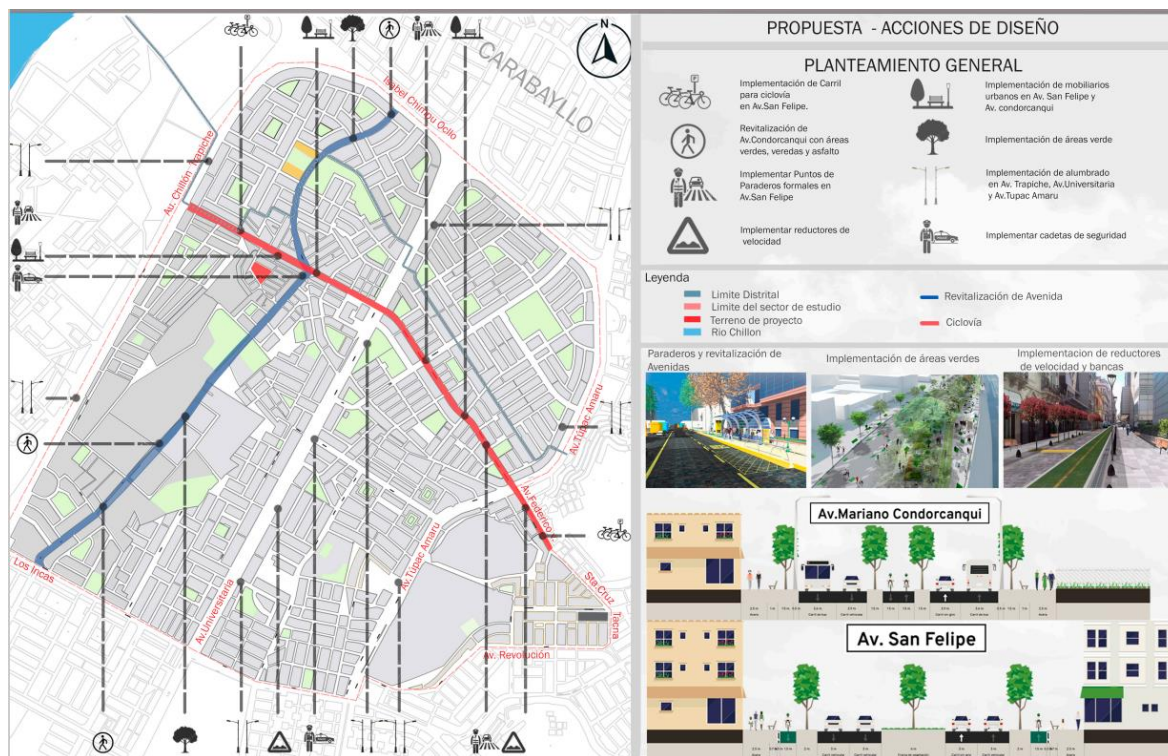 PROPUESTA - ACCIONES DE DISEÑO
PLANTEAMIENTO GENERAL
Implementación de Carril
para ciclovía
en Av.San Felipe.
Revitalización de
Av.Condorcanqui con áreas
verdes, veredas y asfalto
Implementar Puntos de
Paraderos formales en
Av.San Felipe
Implementar reductores de
velocidad
Implementación de mobiliarios
urbanos en Av. San Felipe y
Av. condorcanqui
Implementación de áreas verde
Implementación de alumbrado
en Av. Trapiche, Av.Universitaria
y Av.Tupac Amaru
Implementar cadetas de seguridad
Leyenda
Limite Distrital
Limite del sector de estudio
Terreno de proyecto
Rio Chillon
Revitalización de Avenida
Ciclovía
Paraderos y revitalización de
Avenidas
Implementación de áreas verdes
Implementacion de reductores
de velocidad y bancas
Av.Mariano Condorcanqui
Av. San Felipe
N
CARABAYLLO
Av. Chillón Trapiche
Av.Tupac Amaru
Av.Federico
Sta Cruz
Tacna
Av. Revolución
Av.Tupac Amaru
Av.Universitaria
Los Incas